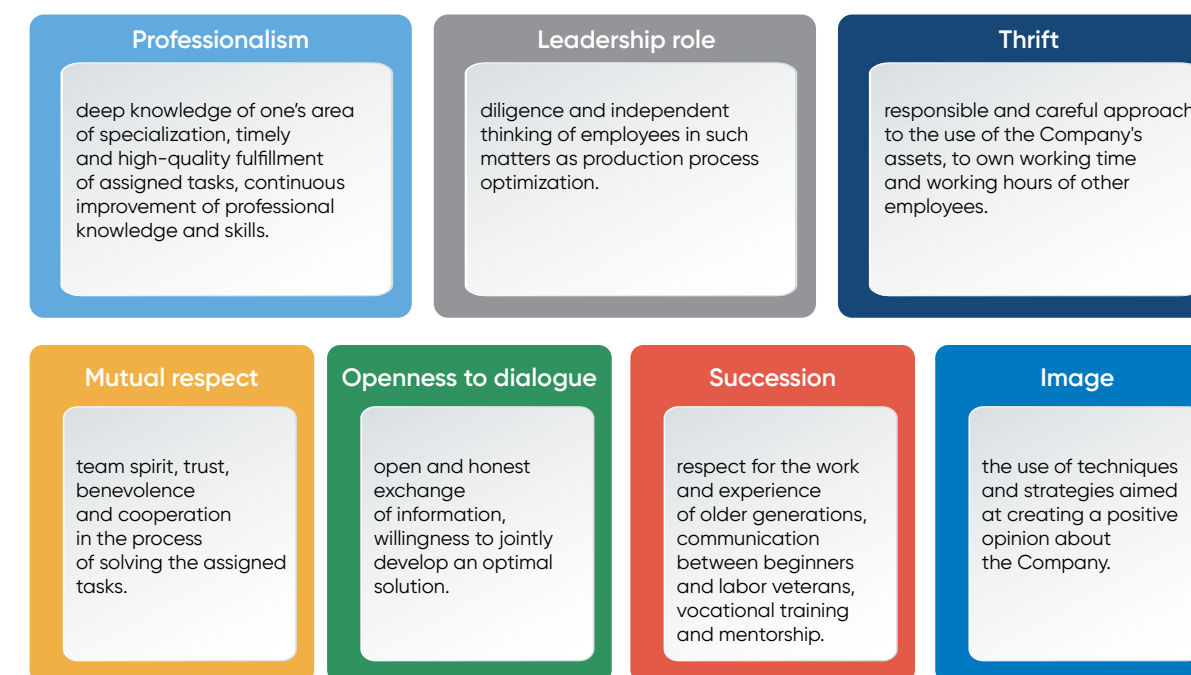 Professionalism
deep knowledge of one’s area
of specialization, timely
and high-quality fulfillment
of assigned tasks, continuous
improvement of professional
knowledge and skills.
Leadership role
diligence and independent
thinking of employees in such
matters as production process
optimization.
Thrift
responsible and careful approach
to the use of the Company's
assets, to own working time
and working hours of other
employees.
Mutual respect
team spirit, trust,
benevolence
and cooperation
in the process
of solving the assigned
tasks.
Openness to dialogue
open and honest
exchange
of information,
willingness to jointly
develop an optimal
solution.
Succession
respect for the work
and experience
of older generations,
communication
between beginners
and labor veterans,
vocational training
and mentorship.
Image
the use of techniques
and strategies aimed
at creating a positive
opinion about
the Company.